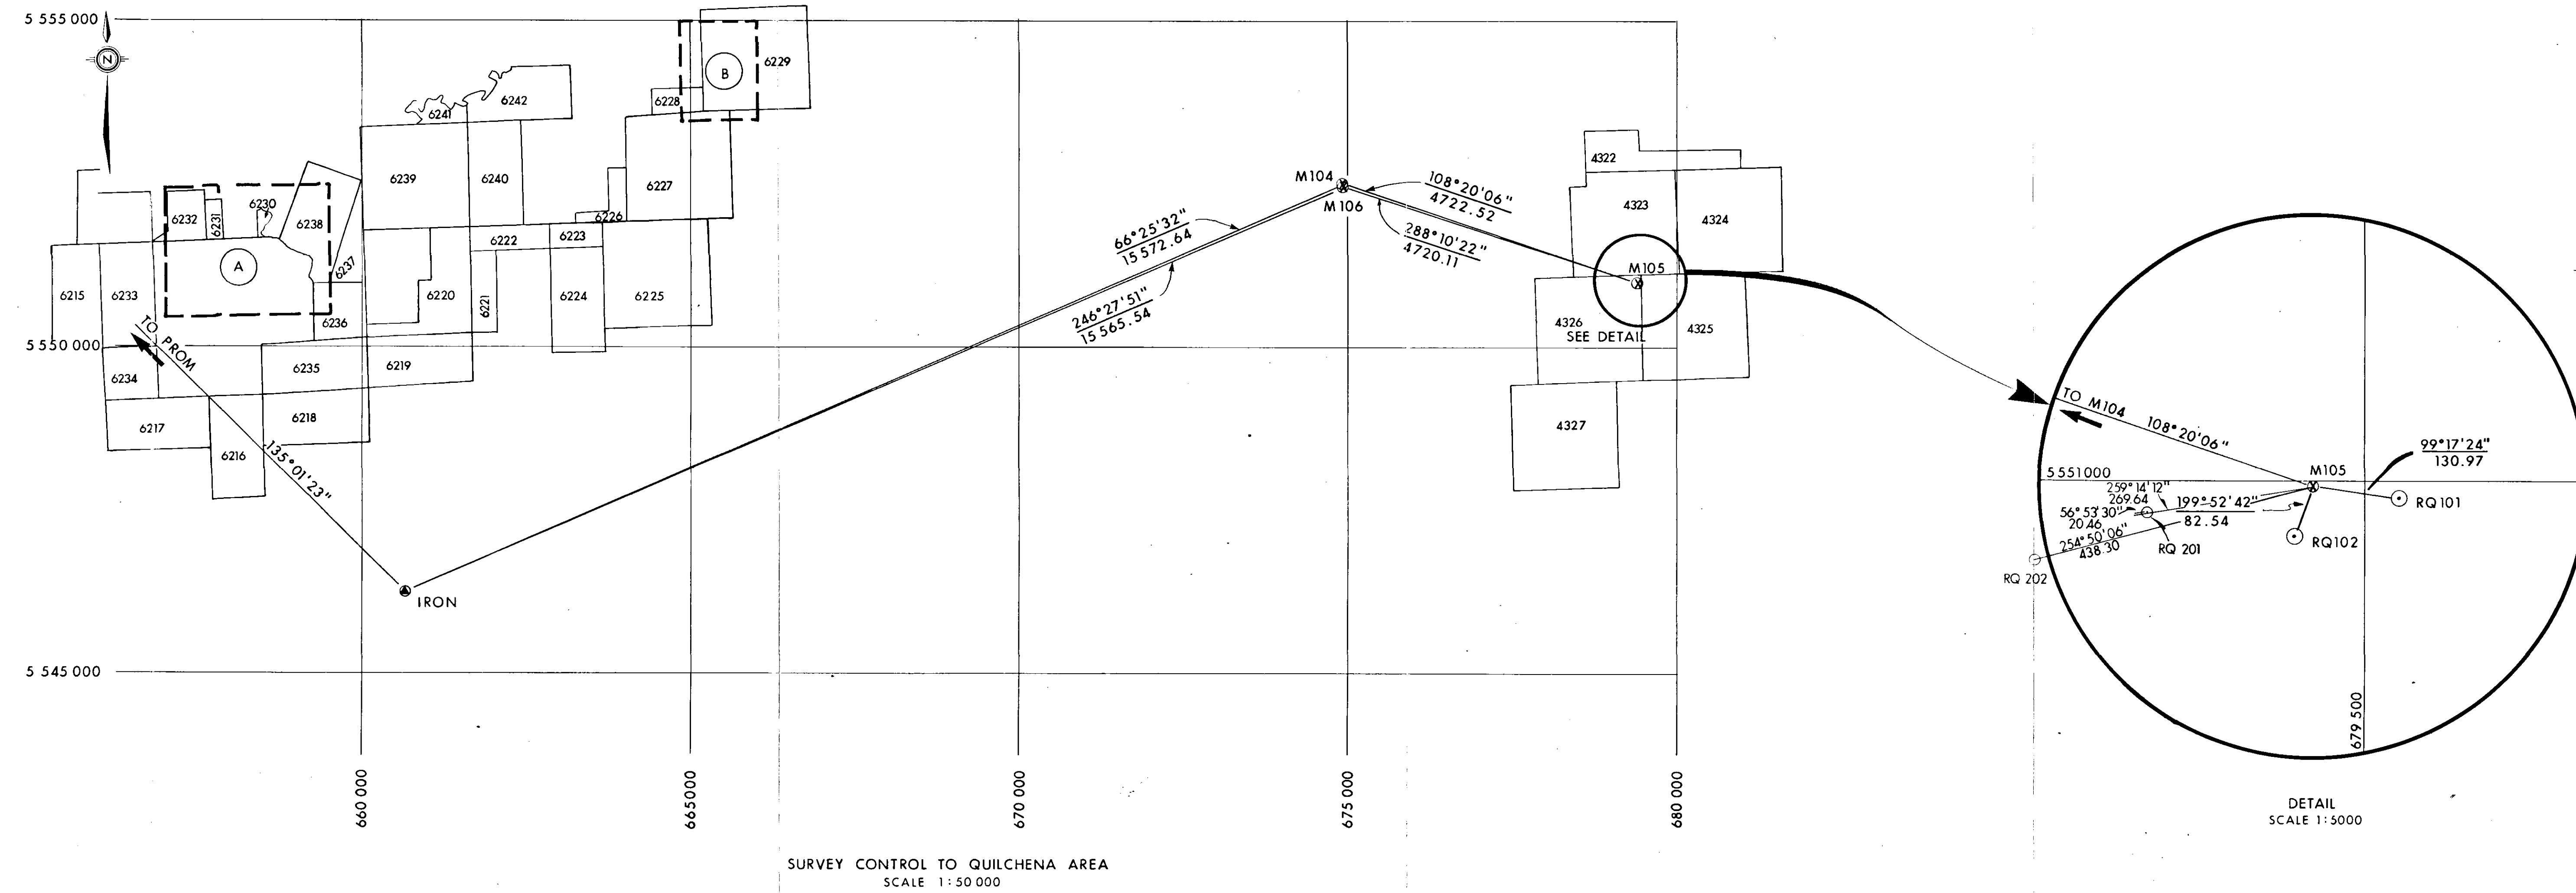 5 555 000
N
B
6229
6228
6242
6241
6239
6240
6227
6232
6231
6230
6238
6237
A
6226
6222
6223
6215
6233
6220
6221
6224
6225
6236
TO PROM
5 550 000
6234
6235
6219
6217
6218
6216
135°01'23"
IRON
66°25'32"
15 572.64
246°27'51"
15 565.54
M104
M106
108°20'06"
4722.52
288°10'22"
4720.11
4322
4323
4324
M105
4326
4325
SEE DETAIL
4327
5 545 000
660 000
665000
670 000
675 000
680 000
SURVEY CONTROL TO QUILCHENA AREA
SCALE 1:50 000
TO M104
108°20'06"
99°17'24"
130.97
5 551000
M105
259°14'12"
269.64
199°52'42"
82.54
56°53'30"
20.46
254°50'06"
438.30
RQ 201
RQ 202
RQ101
RQ102
679 500
DETAIL
SCALE 1:5000